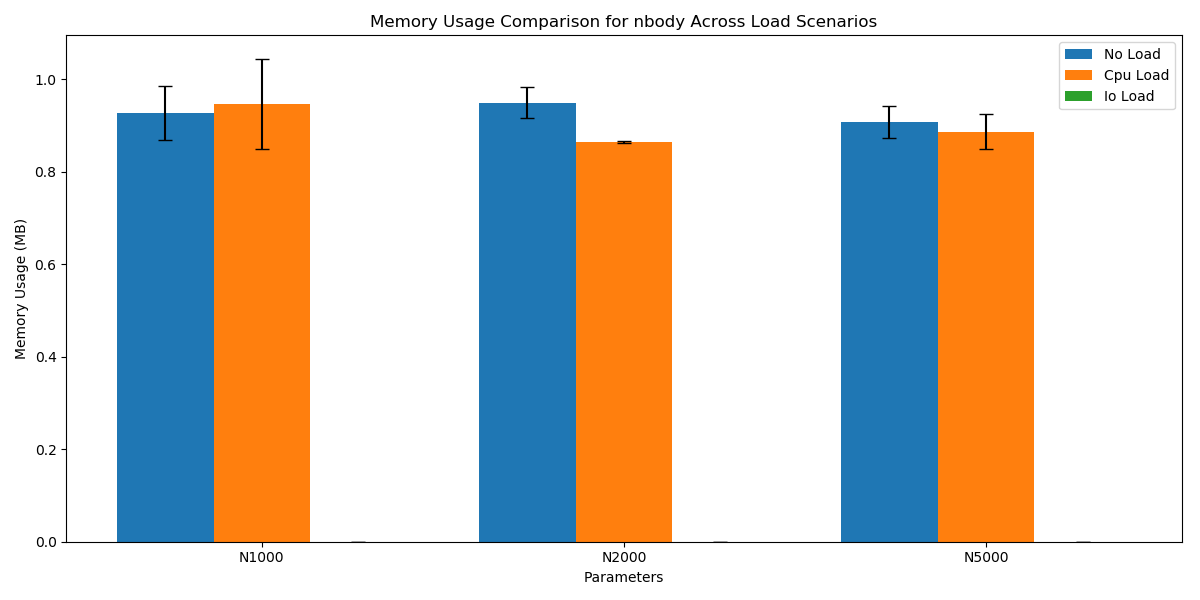 Memory Usage Comparison for nbody Across Load Scenarios
No Load
Cpu Load
Io Load
Memory Usage (MB)
1.0
0.8
0.6
0.4
0.2
0.0
N1000
N2000
N5000
Parameters